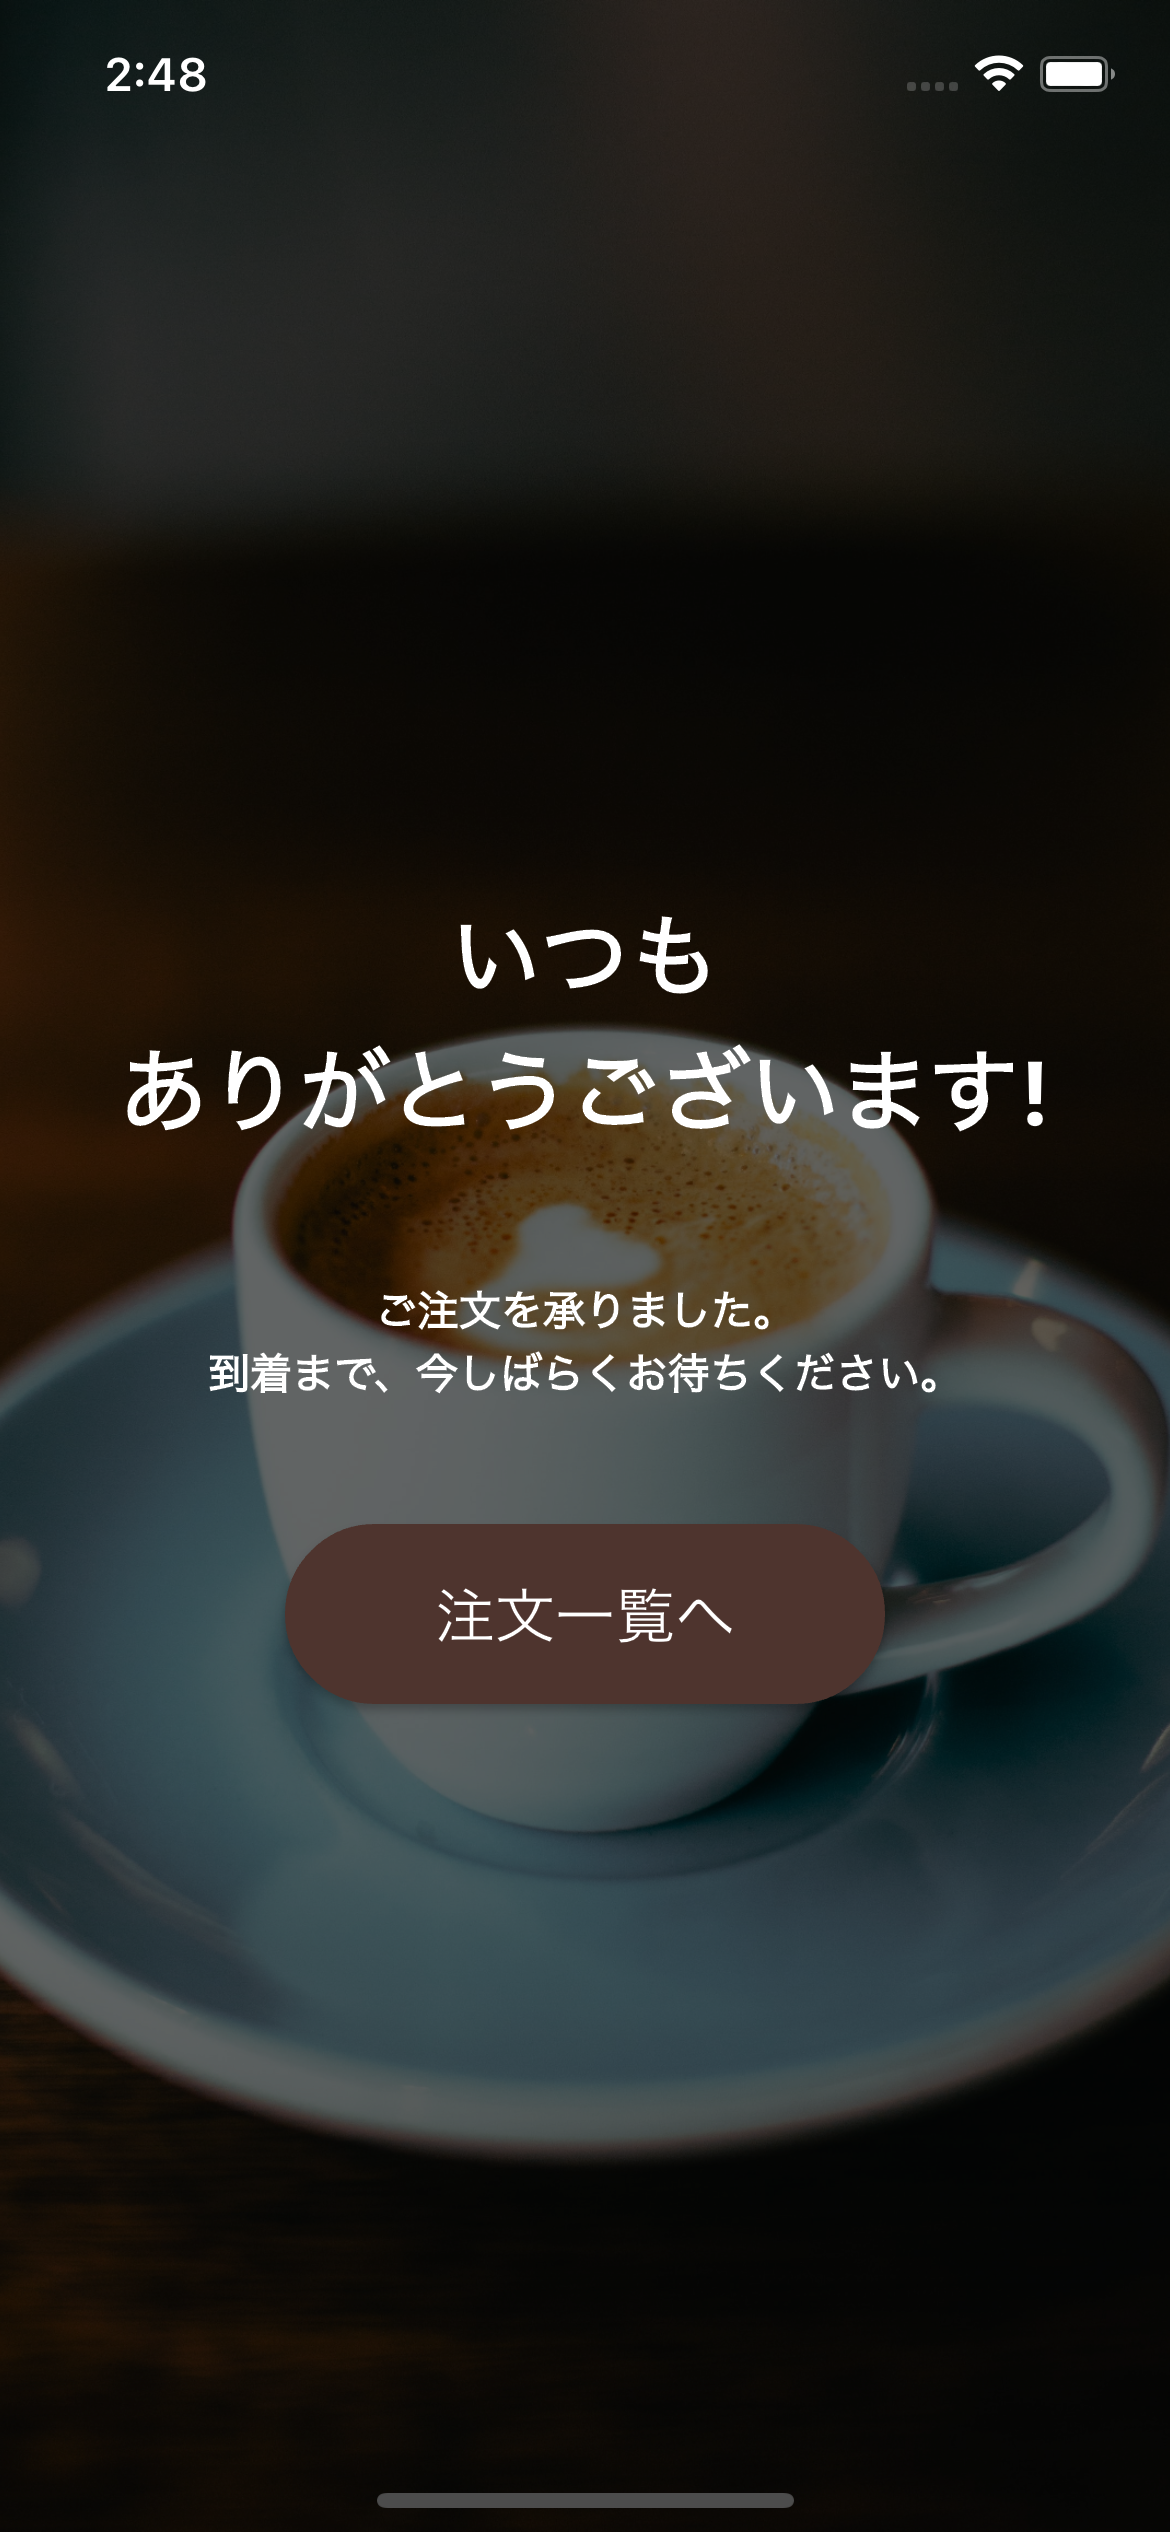 2:48
いつも
ありがとうございます!
ご注文を承りました。
到着まで、今しばらくお待ちください。
注文一覧へ